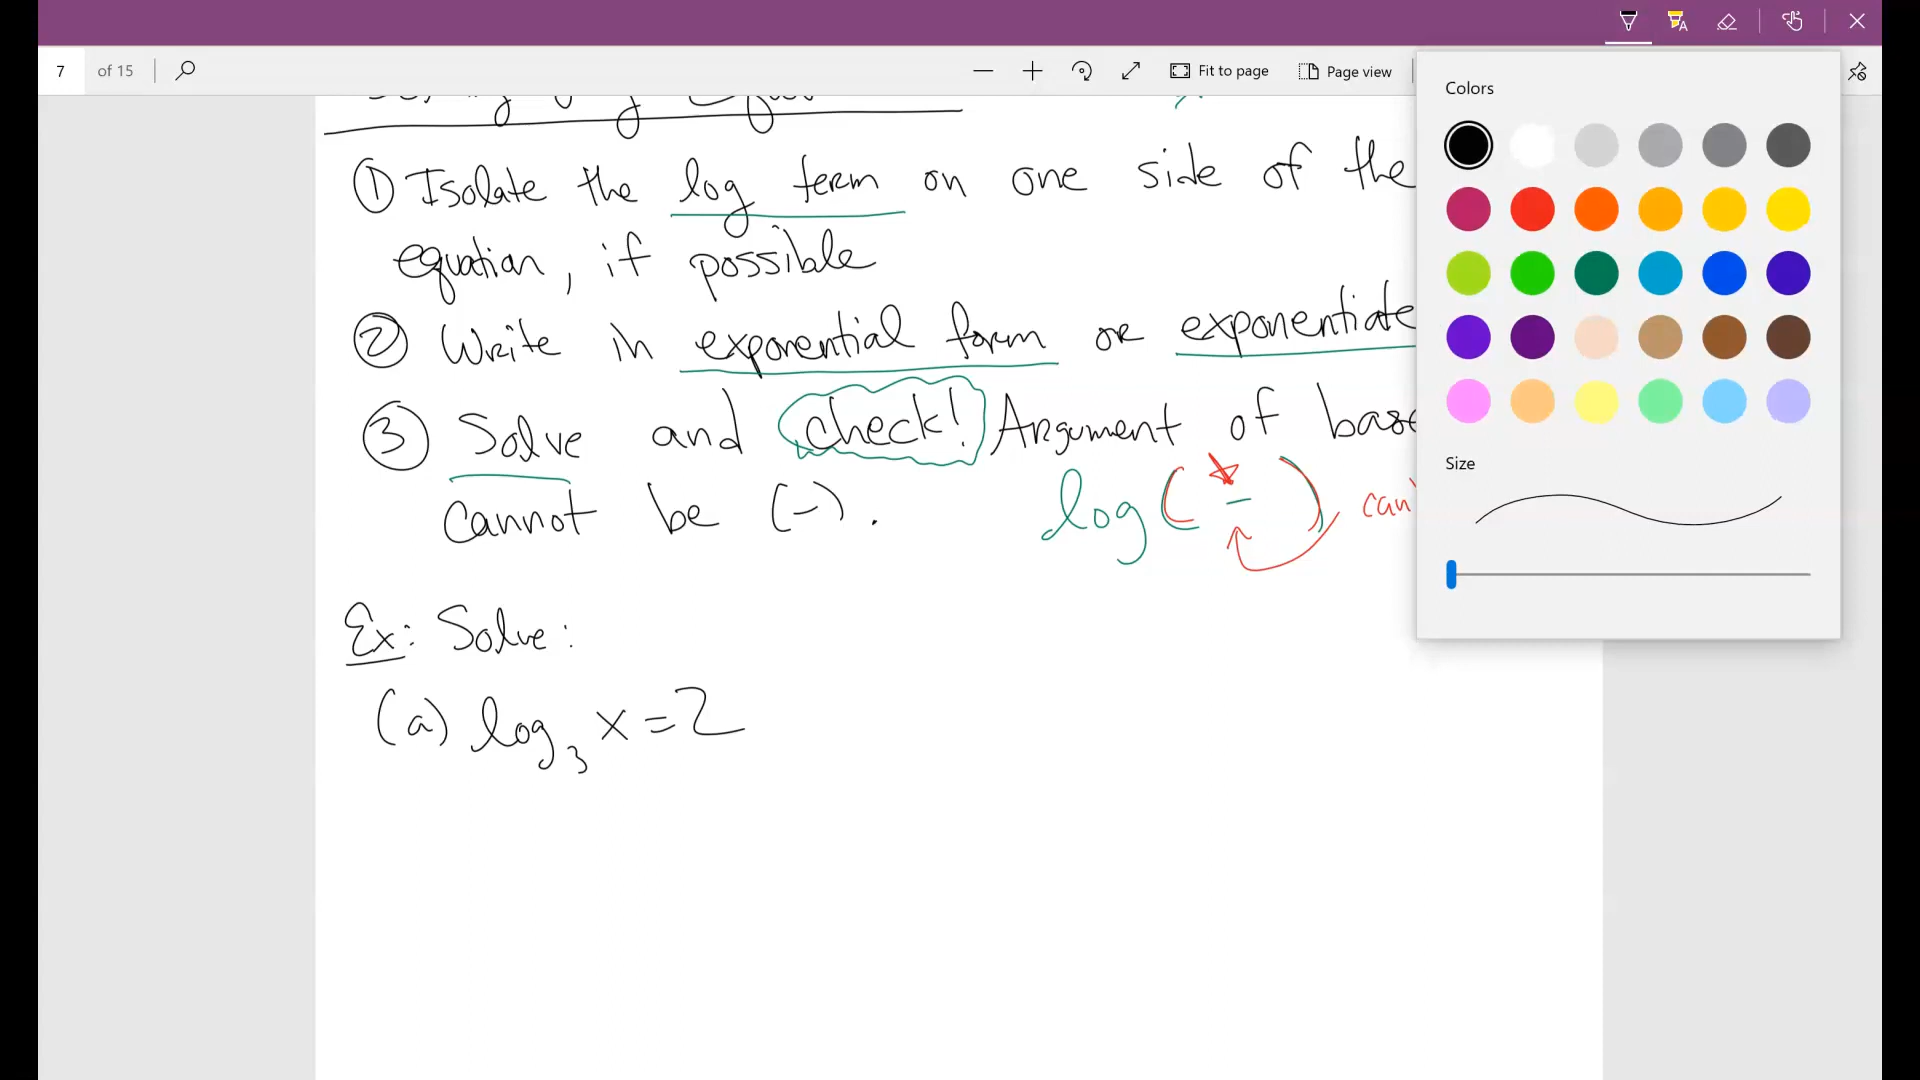 7 of 15 Fit to page Page view
① Isolate the log term on one side of the
equation, if possible
② Write in exponential form or exponentiate
③ Solve and check! Argument of base
cannot be (-). log( - ) can'
Ex: Solve:
(a) log₃ x = 2
Colors
Size